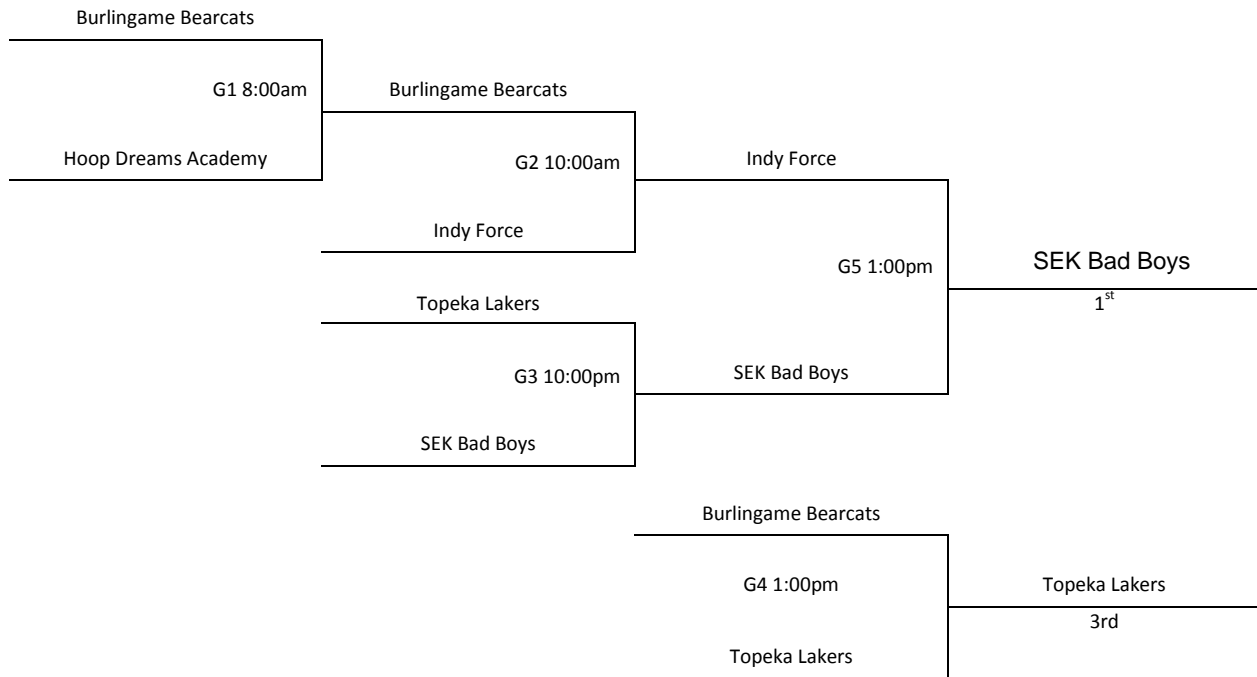 Burlingame Bearcats
G1 8:00am
Burlingame Bearcats
Hoop Dreams Academy
G2 10:00am
Indy Force
Indy Force
G5 1:00pm
SEK Bad Boys
1st
Topeka Lakers
G3 10:00pm
SEK Bad Boys
SEK Bad Boys
Burlingame Bearcats
G4 1:00pm
Topeka Lakers
3rd
Topeka Lakers